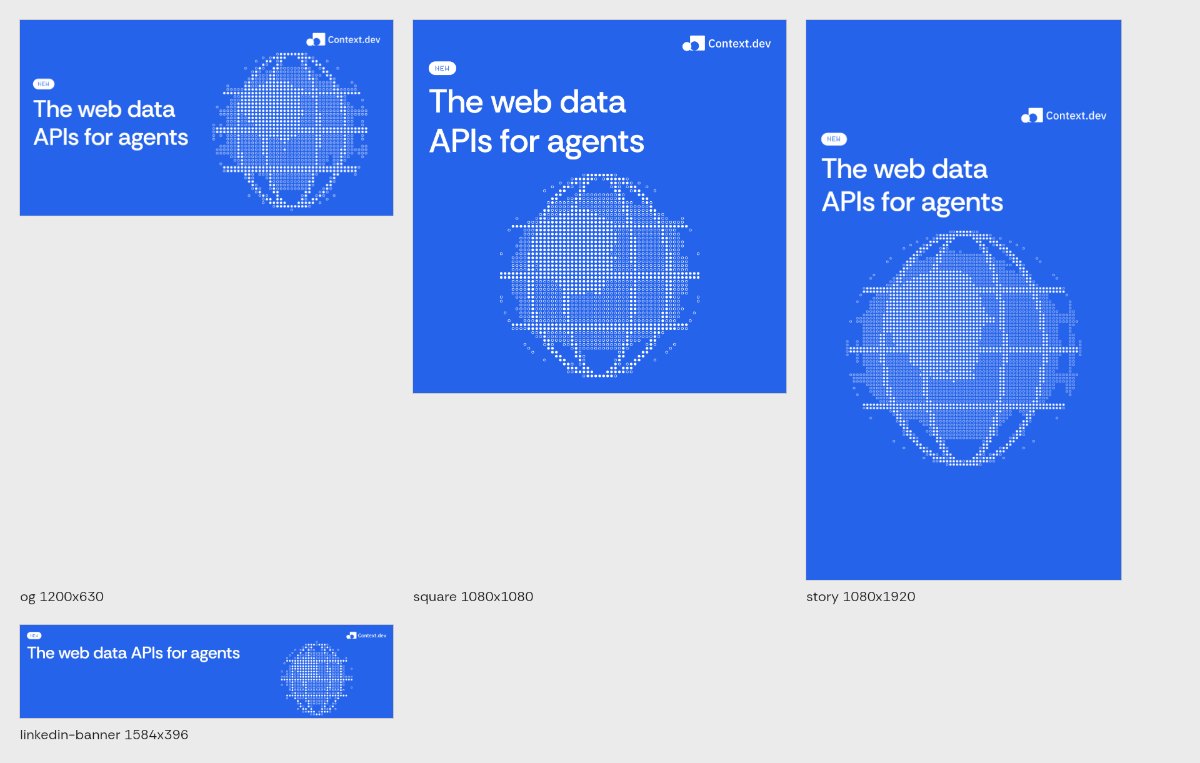 Context.dev
NEW
The web data
APIs for agents
Context.dev
NEW
The web data
APIs for agents
Context.dev
NEW
The web data
APIs for agents
og 1200x630
square 1080x1080
story 1080x1920
NEW
Context.dev
The web data APIs for agents
linkedin-banner 1584x396